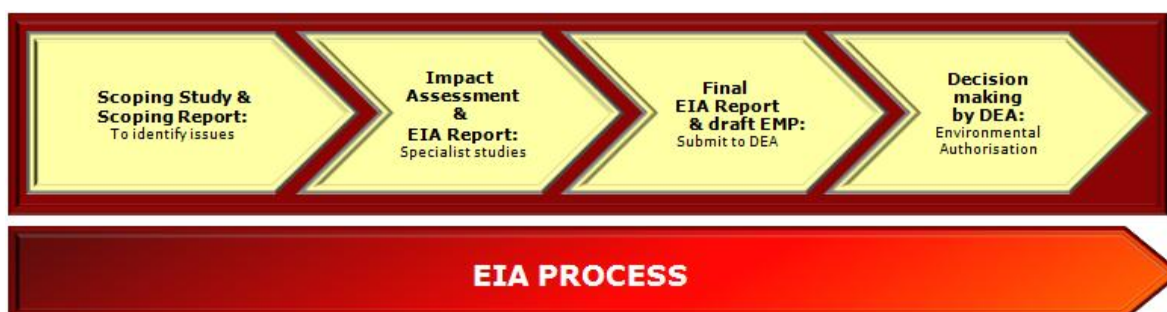 Scoping Study &
Scoping Report:
To identify issues
Impact
Assessment
&
EIA Report:
Specialist studies
Final
EIA Report
& draft EMP:
Submit to DEA
Decision
making
by DEA:
Environmental
Authorisation
EIA PROCESS